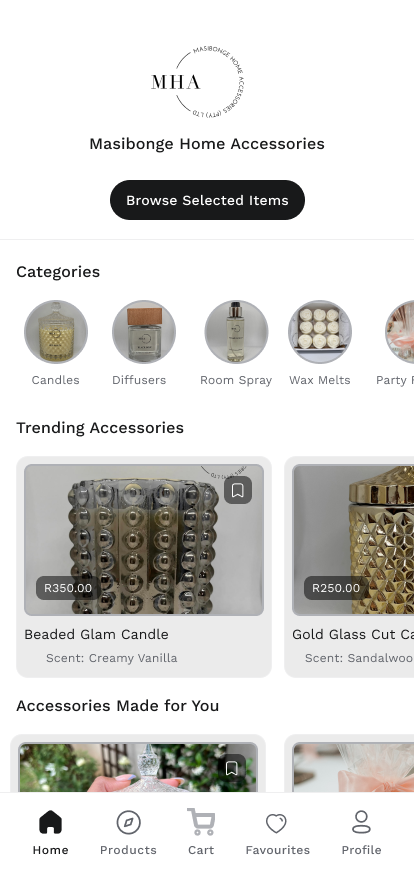 MASIBONGE HOME ACCESSORIES (PTY) LTD
MHA
Masibonge Home Accessories
Browse Selected Items
Categories
Candles
Diffusers
Room Spray
Wax Melts
Party
Trending Accessories
R350.00
R250.00
Beaded Glam Candle
Gold Glass Cut
Scent: Creamy Vanilla
Scent:
Accessories Made for You
Home
Products
Cart
Favourites
Profile